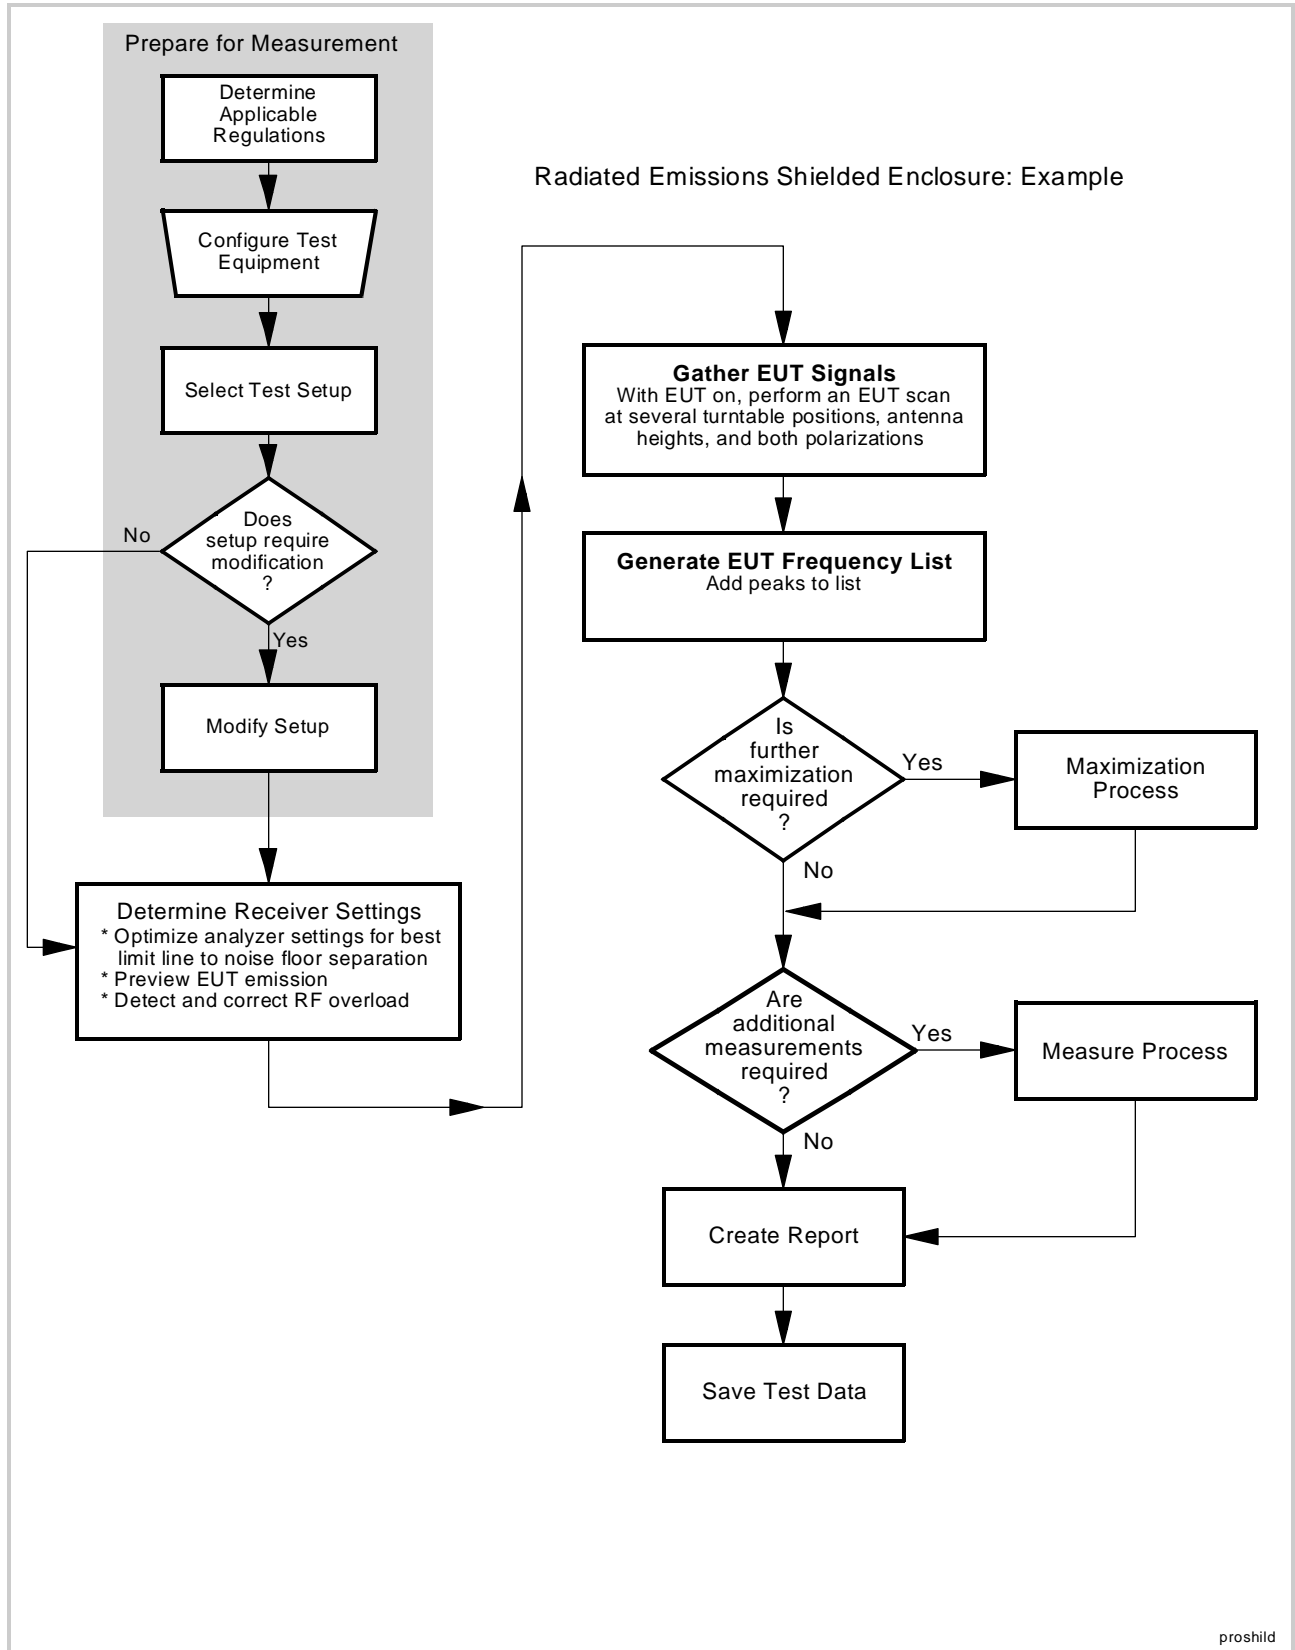 Prepare for Measurement
Determine
Applicable
Regulations
Configure Test
Equipment
Select Test Setup
Does
setup require
modification
?
No
Yes
Modify Setup
Determine Receiver Settings
* Optimize analyzer settings for best
limit line to noise floor separation
* Preview EUT emission
* Detect and correct RF overload
Radiated Emissions Shielded Enclosure: Example
Gather EUT Signals
With EUT on, perform an EUT scan
at several turntable positions, antenna
heights, and both polarizations
Generate EUT Frequency List
Add peaks to list
Is
further
maximization
required
?
Yes
Maximization
Process
No
Are
additional
measurements
required
?
Yes
Measure Process
No
Create Report
Save Test Data
proshild